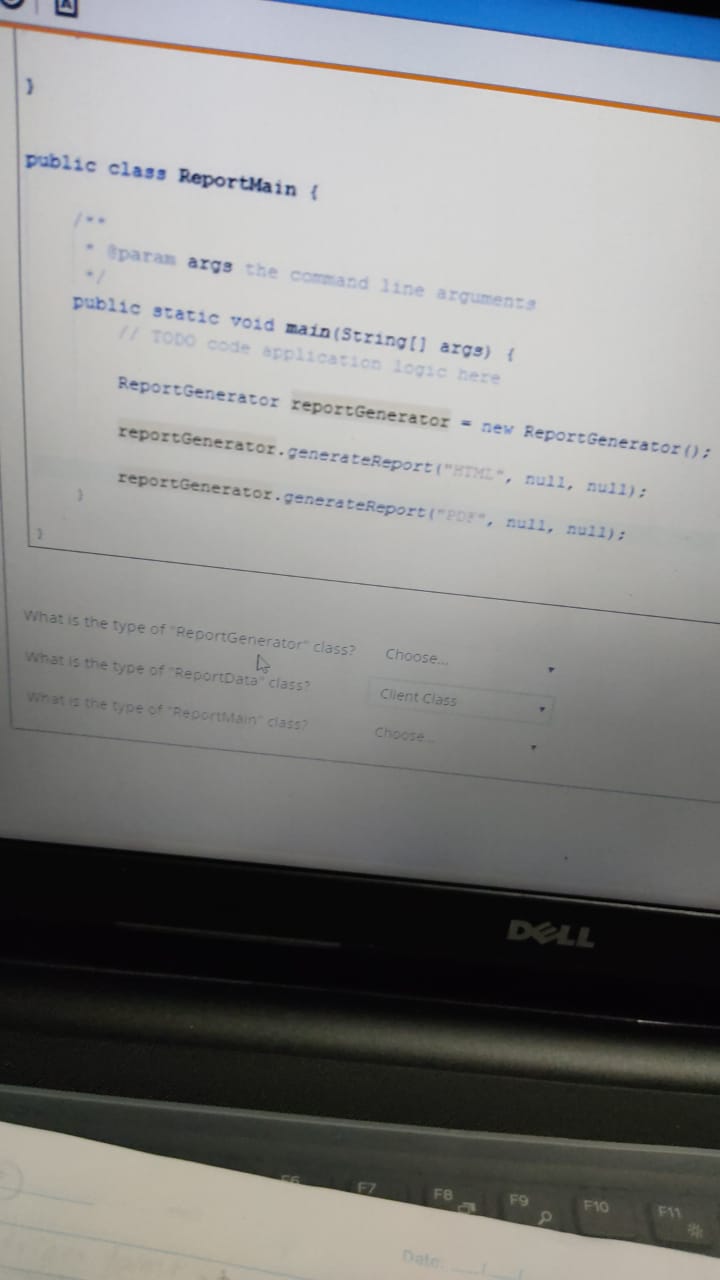 }
public class ReportMain {
/**
* @param args the command line arguments
*/
public static void main(String[] args) {
// TODO code application logic here
ReportGenerator reportGenerator = new ReportGenerator();
reportGenerator.generateReport("HTML", null, null);
reportGenerator.generateReport("PDF", null, null);
}
}
What is the type of "ReportGenerator" class? Choose...
What is the type of "ReportData" class? Client Class
What is the type of "ReportMain" class? Choose...
DELL
F6 F7 F8 F9 F10 F11
Date: